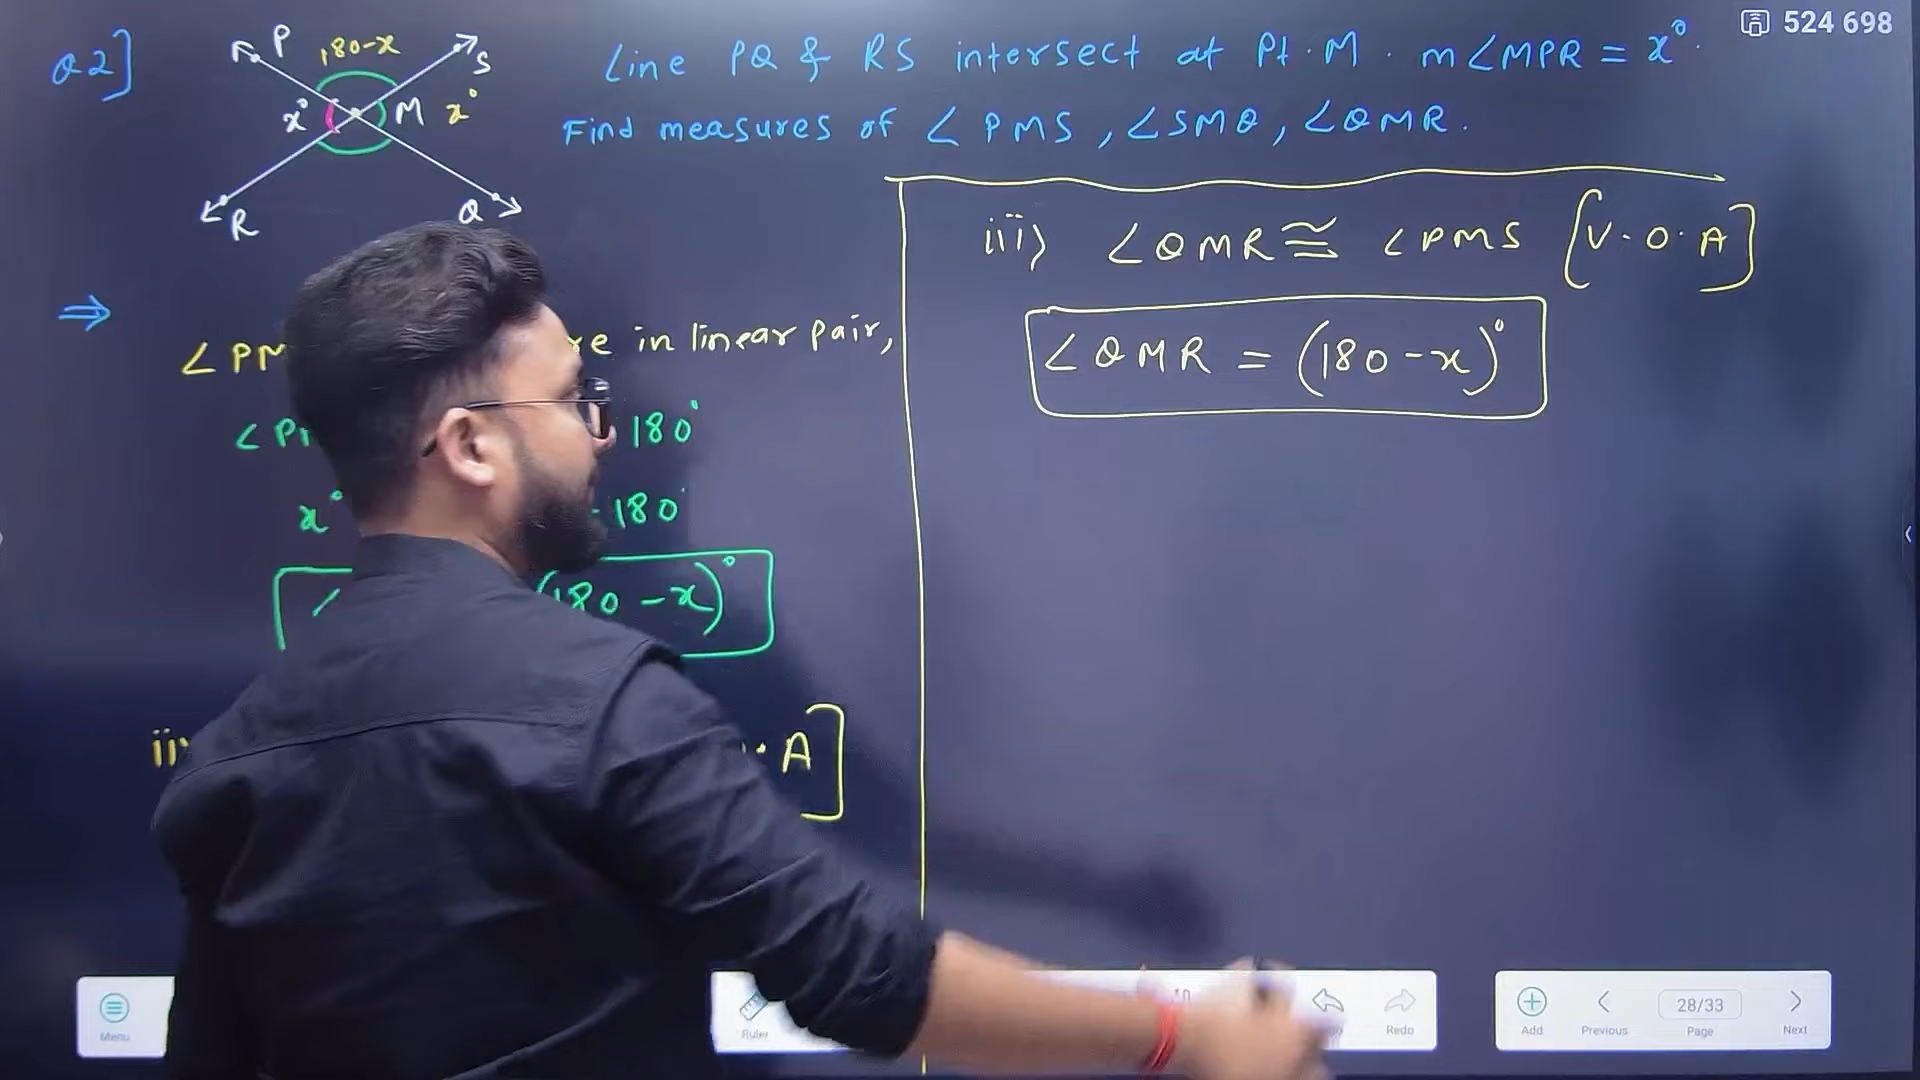 524 698
Q2]
P
180-x
S
x°
M
x°
R
Q
Line PQ & RS intersect at Pt. M. m∠MPR = x°.
Find measures of ∠PMS, ∠SMQ, ∠QMR.
⇒
in linear pair,
180°
x° 180°
(180-x)°
A]
iii) ∠QMR ≅ ∠PMS [V.O.A]
∠QMR = (180-x)°
Menu
Ruler
Redo
Add
Previous
28/33
Page
Next